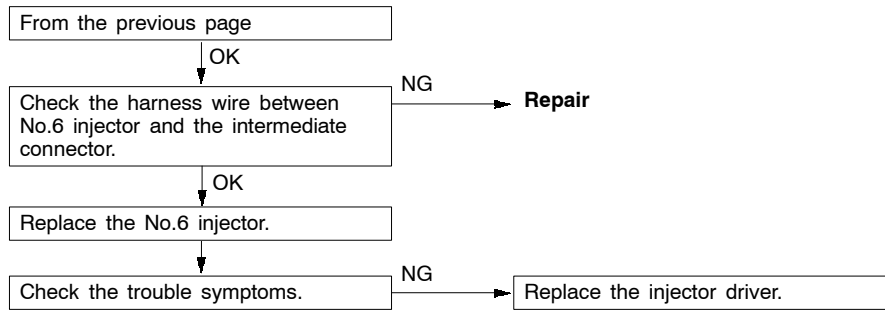 From the previous page
OK
Check the harness wire between
No.6 injector and the intermediate
connector.
NG
Repair
OK
Replace the No.6 injector.
Check the trouble symptoms.
NG
Replace the injector driver.